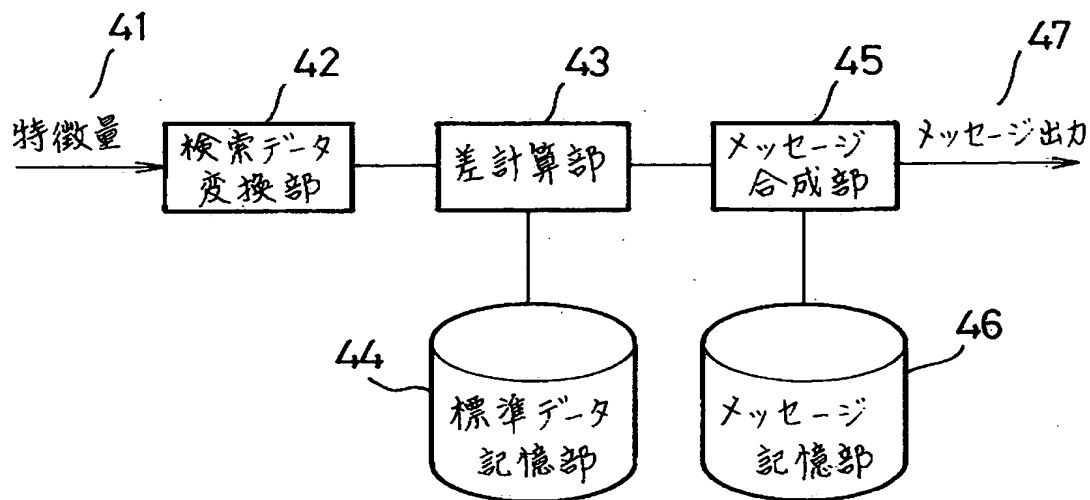 41
42
43
45
47
特徴量
検索データ
変換部
差計算部
メッセージ
合成部
メッセージ出力
44
46
標準データ
記憶部
メッセージ
記憶部